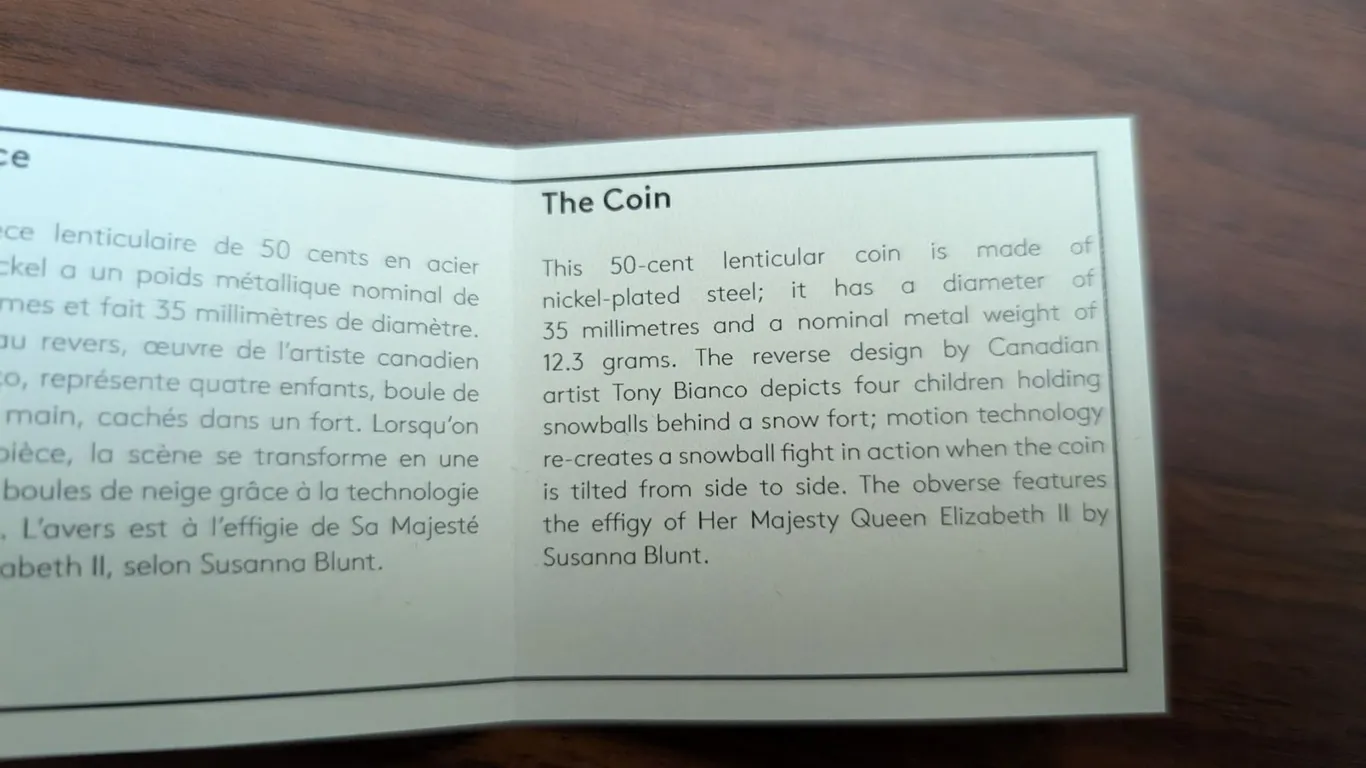 ce
lenticulaire de 50 cents en acier
a un poids métallique nominal de
et fait 35 millimètres de diamètre.
au revers, œuvre de l'artiste canadien
représente quatre enfants, boule de
main, cachés dans un fort. Lorsqu'on
pièce, la scène se transforme en une
boules de neige grâce à la technologie
. L'avers est à l'effigie de Sa Majesté
abeth II, selon Susanna Blunt.
The Coin
This 50-cent lenticular coin is made of
nickel-plated steel; it has a diameter of
35 millimetres and a nominal metal weight of
12.3 grams. The reverse design by Canadian
artist Tony Bianco depicts four children holding
snowballs behind a snow fort; motion technology
re-creates a snowball fight in action when the coin
is tilted from side to side. The obverse features
the effigy of Her Majesty Queen Elizabeth II by
Susanna Blunt.